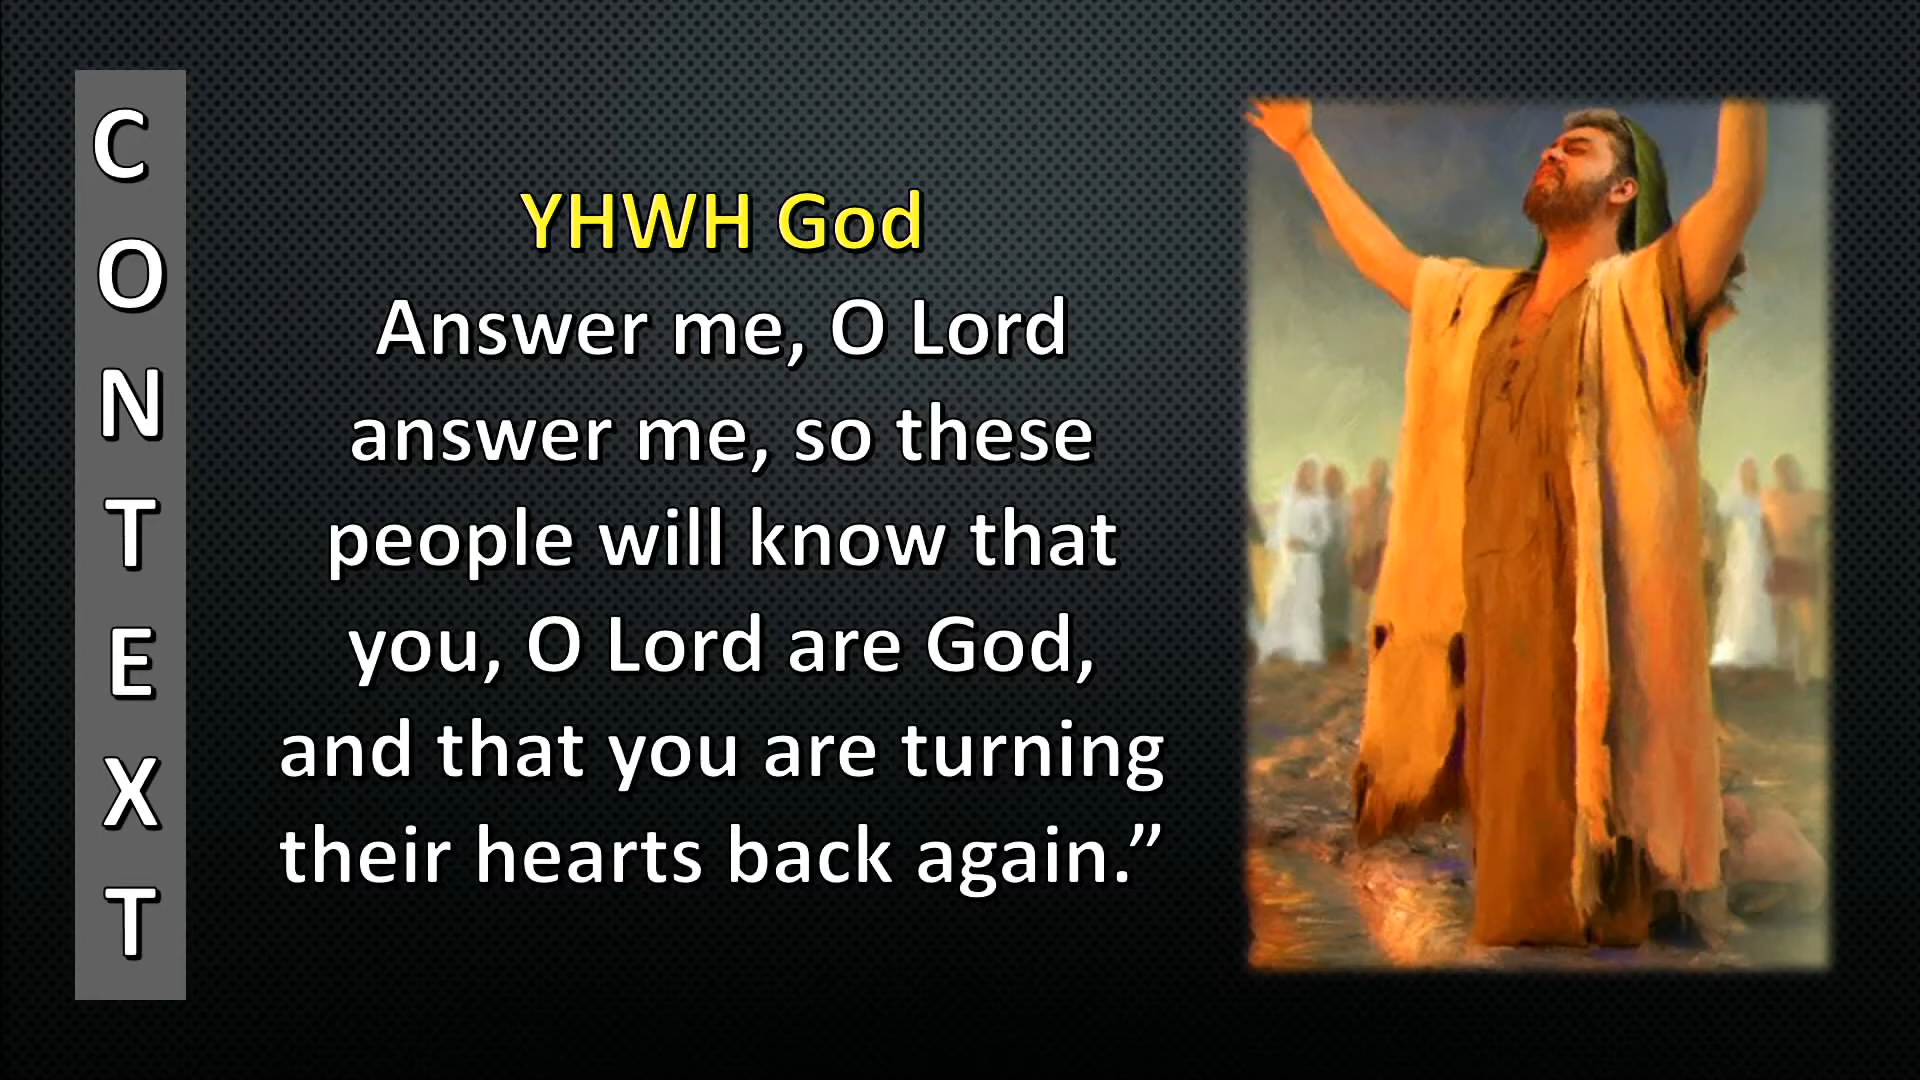 CONTEXT
YHWH God
Answer me, O Lord
answer me, so these
people will know that
you, O Lord are God,
and that you are turning
their hearts back again.”